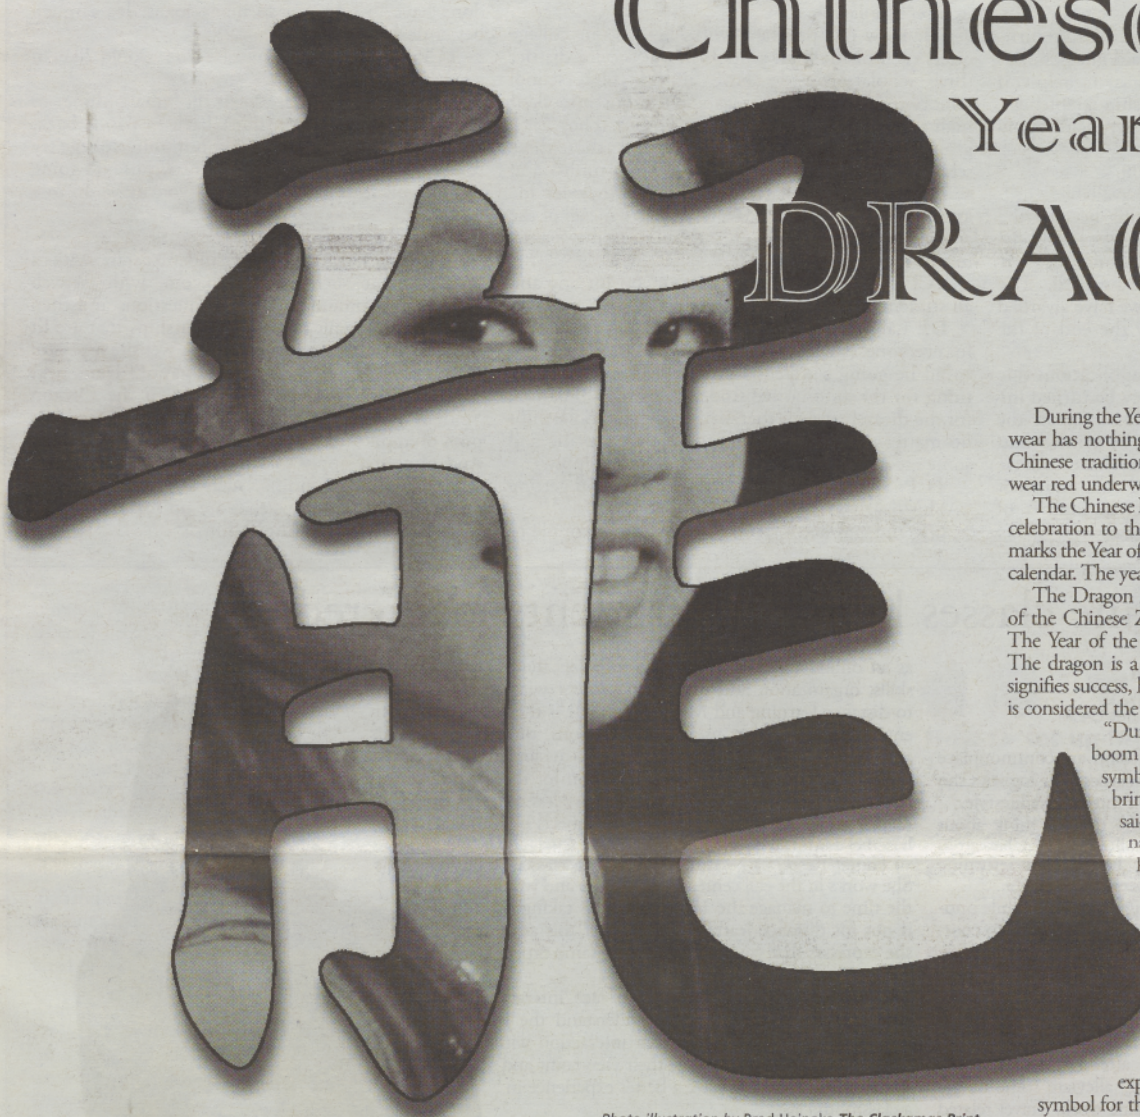 龍
Chinese
Year
DRA
During the Ye
wear has nothing
Chinese tradition
wear red underw
The Chinese
celebration to th
marks the Year of
calendar. The yea
The Dragon
of the Chinese Z
The Year of the
The dragon is a
signifies success,
is considered the
“Du
boom
symb
brin
sai
n
exp
symbol for th
Photo illustration by Brad The Clackamas Print